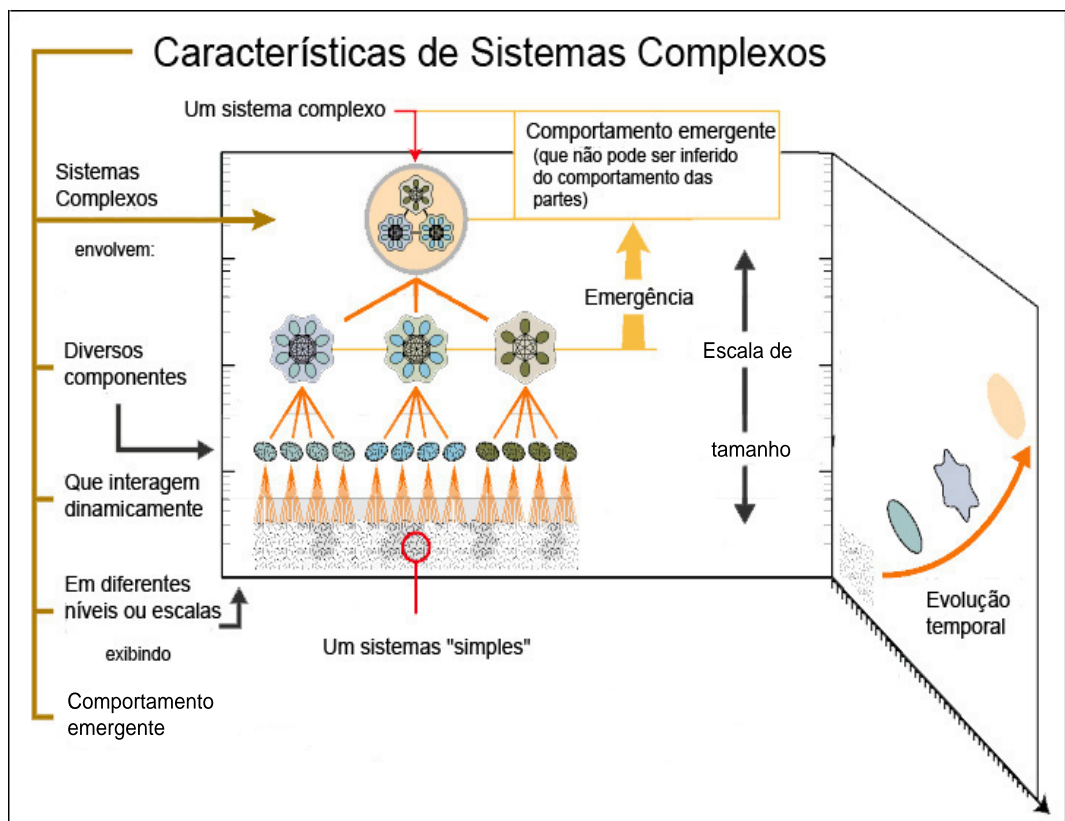 Características de Sistemas Complexos
Um sistema complexo
Comportamento emergente
(que não pode ser inferido
do comportamento das
partes)
Sistemas
Complexos
envolvem:
Emergência
Diversos
componentes
Escala de
tamanho
Que interagem
dinamicamente
Em diferentes
níveis ou escalas
exibindo
Um sistemas "simples"
Evolução
temporal
Comportamento
emergente